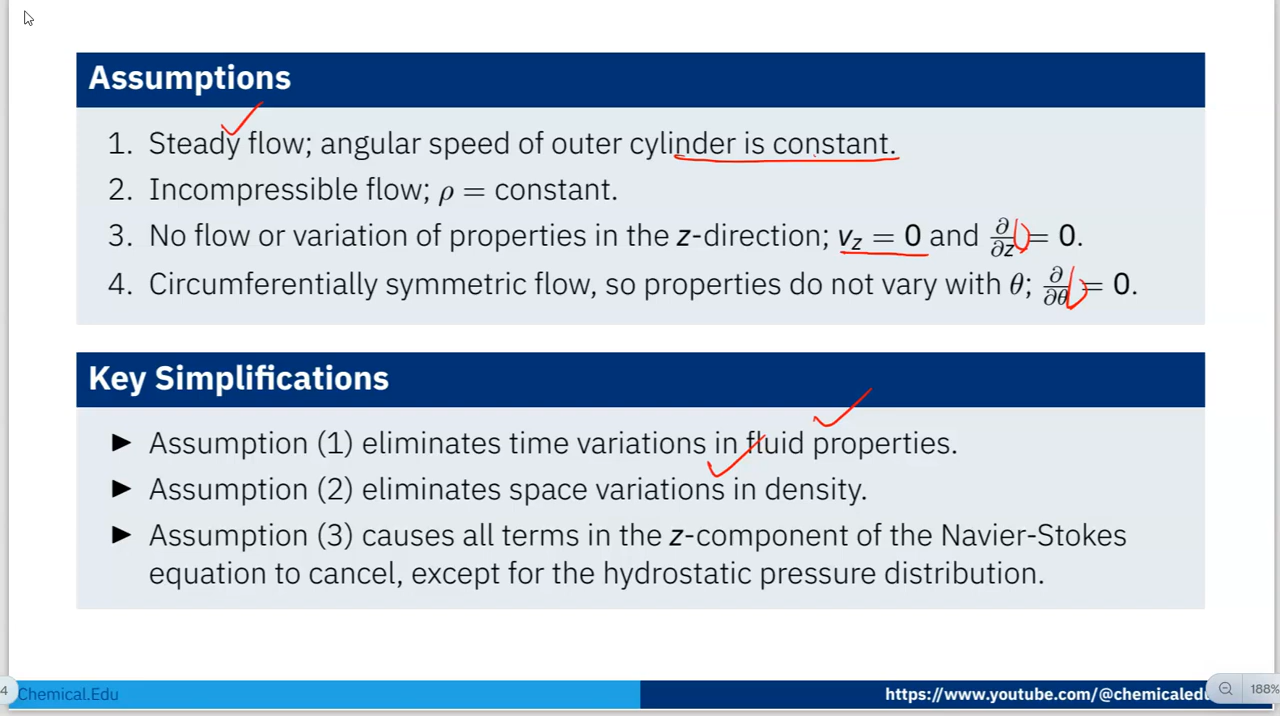 Assumptions
1. Steady flow; angular speed of outer cylinder is constant.
2. Incompressible flow; ρ = constant.
3. No flow or variation of properties in the z-direction; v_z = 0 and ∂/∂z () = 0.
4. Circumferentially symmetric flow, so properties do not vary with θ; ∂/∂θ () = 0.
Key Simplifications
► Assumption (1) eliminates time variations in fluid properties.
► Assumption (2) eliminates space variations in density.
► Assumption (3) causes all terms in the z-component of the Navier-Stokes
equation to cancel, except for the hydrostatic pressure distribution.
4 Chemical.Edu https://www.youtube.com/@chemicaledu 188%